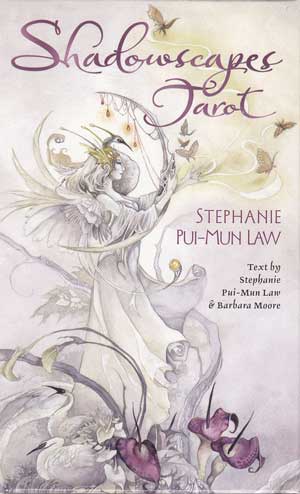 Shadowscapes
Tarot
STEPHANIE
PUI-MUN LAW
Text by
Stephanie
Pui-Mun Law
& Barbara Moore